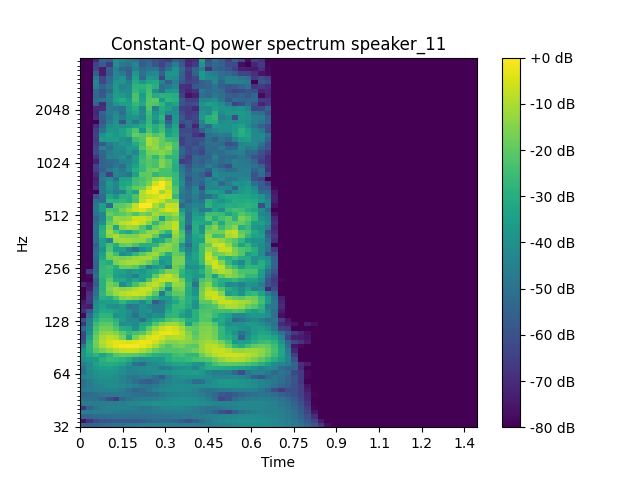 Constant-Q power spectrum speaker_11
Hz
2048
1024
512
256
128
64
32
0 0.15 0.3 0.45 0.6 0.75 0.9 1.1 1.2 1.4
Time
+0 dB
-10 dB
-20 dB
-30 dB
-40 dB
-50 dB
-60 dB
-70 dB
-80 dB